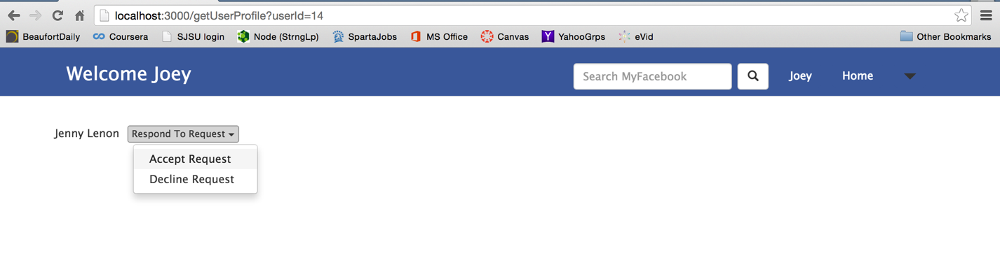 localhost:3000/getUserProfile?userId=14
BeaufortDaily Coursera SJSU login Node (StrngLp) SpartaJobs MS Office Canvas YahooGrps eVid Other Bookmarks
Welcome Joey Search MyFacebook Joey Home
Jenny Lenon Respond To Request
Accept Request
Decline Request